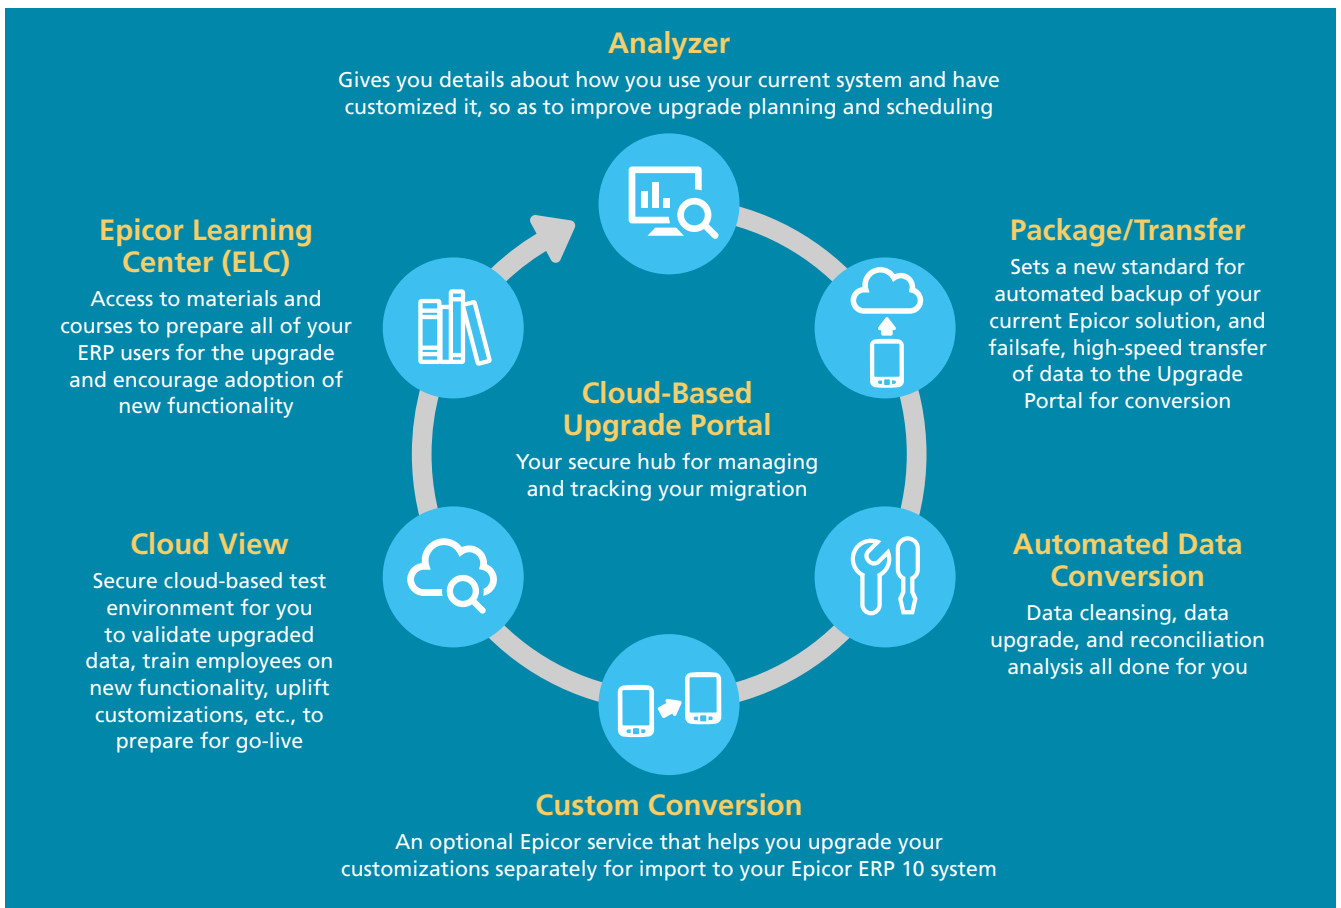 Analyzer
Gives you details about how you use your current system and have
customized it, so as to improve upgrade planning and scheduling
Package/Transfer
Sets a new standard for
automated backup of your
current Epicor solution, and
failsafe, high-speed transfer
of data to the Upgrade
Portal for conversion
Automated Data
Conversion
Data cleansing, data
upgrade, and reconciliation
analysis all done for you
Custom Conversion
An optional Epicor service that helps you upgrade your
customizations separately for import to your Epicor ERP 10 system
Cloud View
Secure cloud-based test
environment for you
to validate upgraded
data, train employees on
new functionality, uplift
customizations, etc., to
prepare for go-live
Epicor Learning
Center (ELC)
Access to materials and
courses to prepare all of your
ERP users for the upgrade
and encourage adoption of
new functionality
Cloud-Based
Upgrade Portal
Your secure hub for managing
and tracking your migration